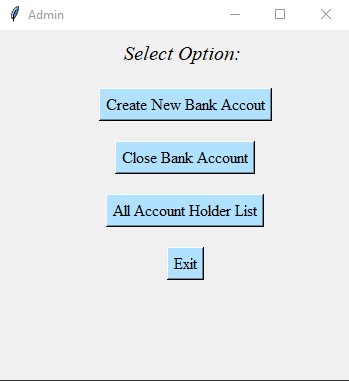 Admin
Select Option:
Create New Bank Accout
Close Bank Account
All Account Holder List
Exit